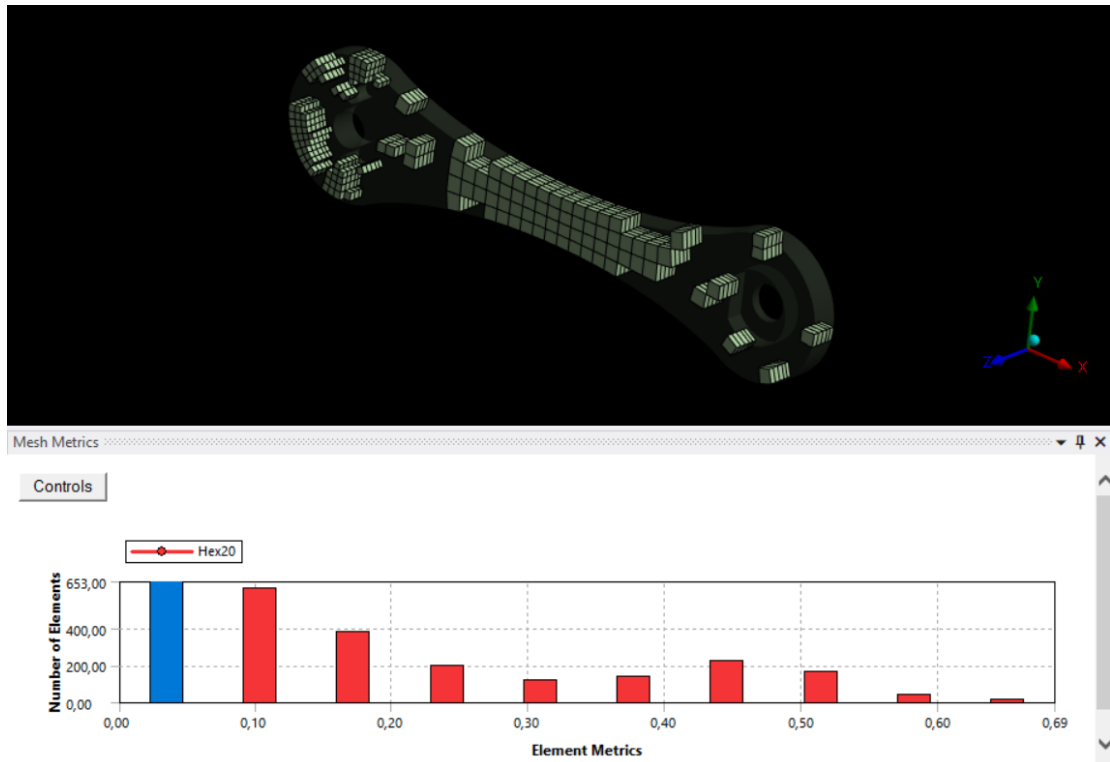 Y
Z
X
Mesh Metrics
Controls
Hex20
Number of Elements
653,00
400,00
200,00
0,00
0,00 0,10 0,20 0,30 0,40 0,50 0,60 0,69
Element Metrics